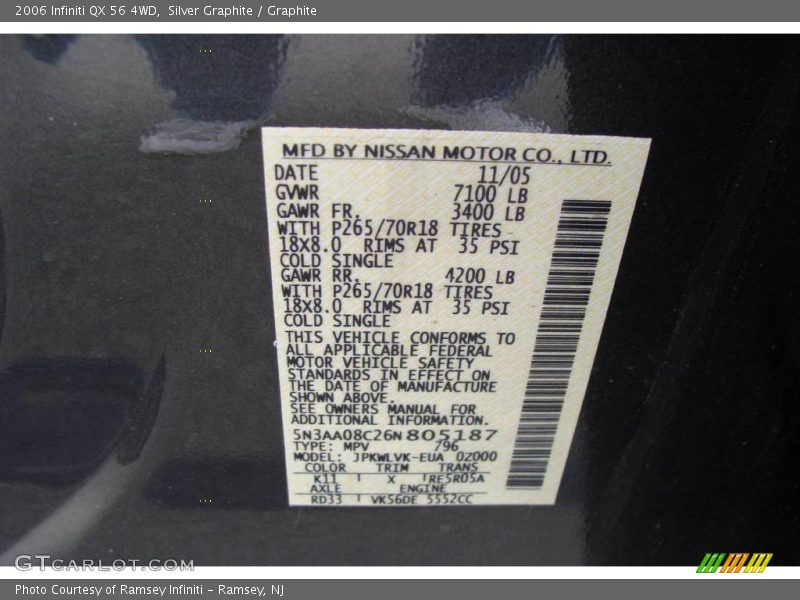 2006 Infiniti QX 56 4WD,  Silver Graphite / Graphite
MFD BY NISSAN MOTOR CO., LTD.
DATE 11/05
GVWR 7100 LB
GAWR FR. 3400 LB
WITH P265/70R18 TIRES
18X8.0 RIMS AT 35 PSI
COLD SINGLE
GAWR RR. 4200 LB
WITH P265/70R18 TIRES
18X8.0 RIMS AT 35 PSI
COLD SINGLE
THIS VEHICLE CONFORMS TO
ALL APPLICABLE FEDERAL
MOTOR VEHICLE SAFETY
STANDARDS IN EFFECT ON
THE DATE OF MANUFACTURE
SHOWN ABOVE.
SEE OWNERS MANUAL FOR
ADDITIONAL INFORMATION.
5N3AA08C26N805187
TYPE: MPV 796
MODEL: JPKWLVK-EUA 0Z000
COLOR TRIM TRANS
K11 X RE5R05A
AXLE ENGINE
RD33 VK56DE 5552CC
GTCARLOT.COM
Photo Courtesy of Ramsey Infiniti - Ramsey, NJ